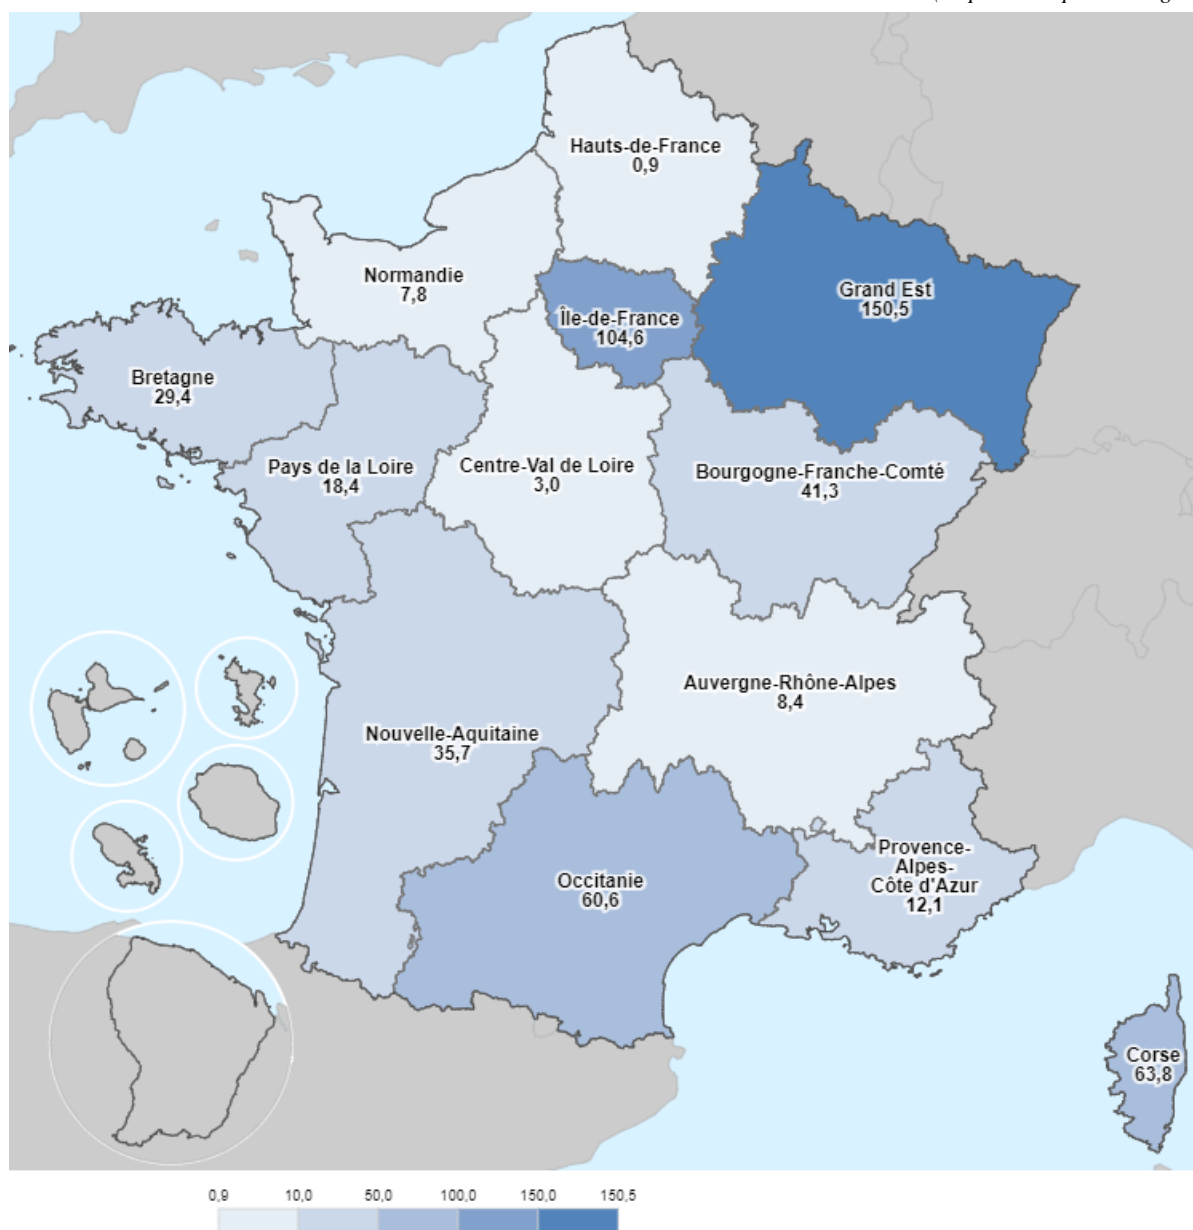 Hauts-de-France
0,9
Normandie
7,8
Île-de-France
104,6
Grand Est
150,5
Bretagne
29,4
Pays de la Loire
18,4
Centre-Val de Loire
3,0
Bourgogne-Franche-Comté
41,3
Auvergne-Rhône-Alpes
8,4
Nouvelle-Aquitaine
35,7
Occitanie
60,6
Provence-
Alpes-
Côte d'Azur
12,1
Corse
63,8
0,9 10,0 50,0 100,0 150,0 150,5